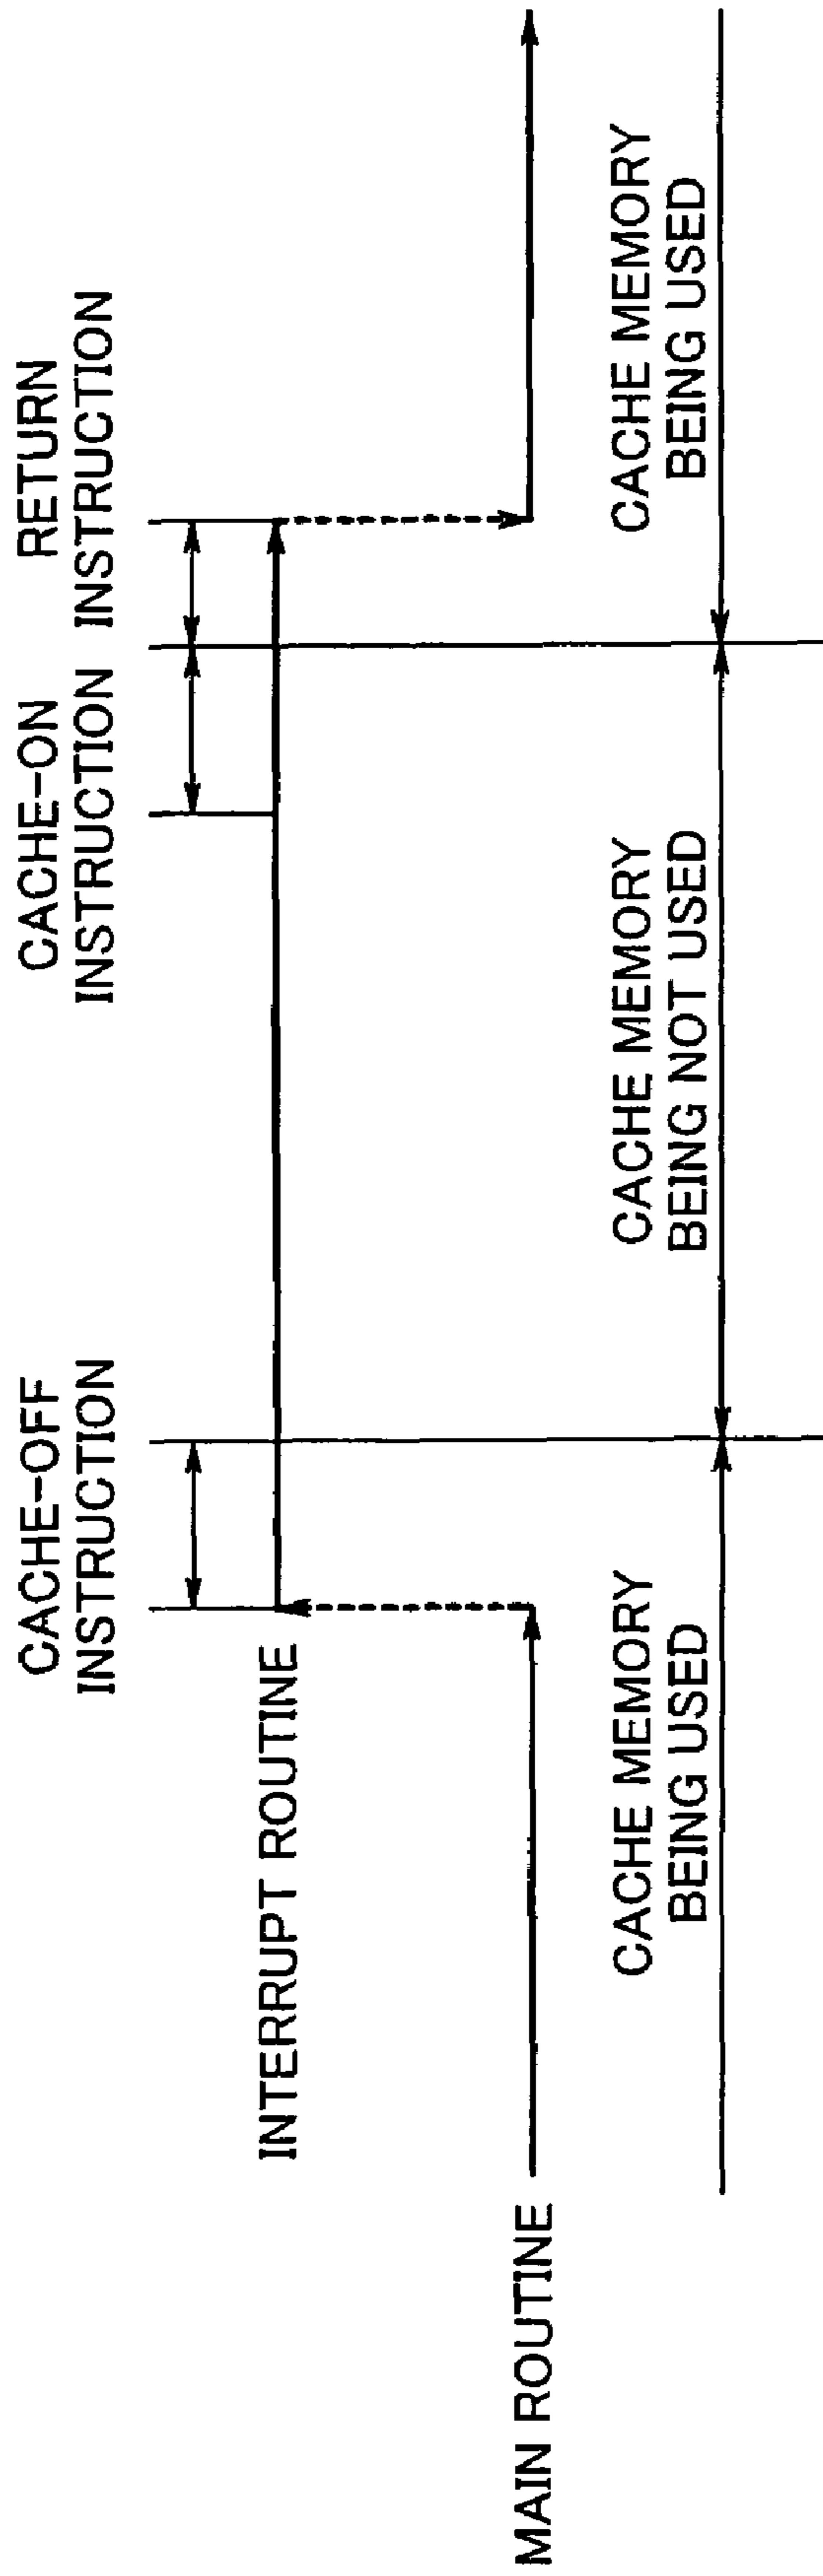 CACHE-OFF
INSTRUCTION
CACHE-ON
INSTRUCTION
RETURN
INSTRUCTION
INTERRUPT ROUTINE
MAIN ROUTINE
CACHE MEMORY
BEING USED
CACHE MEMORY
BEING NOT USED
CACHE MEMORY
BEING USED